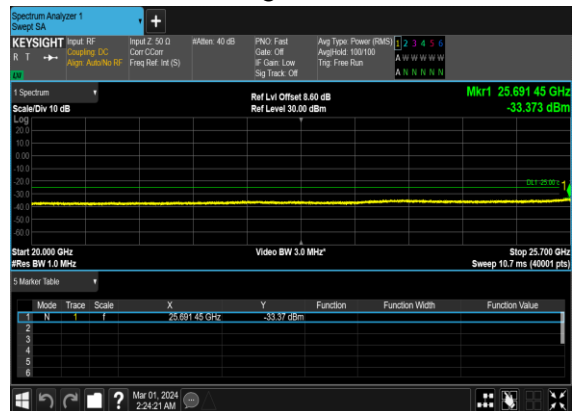 Spectrum Analyzer 1
Swept SA
+
KEYSIGHT Input: RF Input Z: 50 Ω #Atten: 40 dB PNO: Fast Avg Type: Power (RMS) 1 2 3 4 5 6
R T Coupling: DC Corr CCorr Gate: Off Avg|Hold: 100/100 A W W W W W
Align: Auto/No RF Freq Ref: Int (S) IF Gain: Low Trig: Free Run
LXI Sig Track: Off A N N N N N
1 Spectrum Ref Lvl Offset 8.60 dB Mkr1 25.691 45 GHz
Scale/Div 10 dB Ref Level 30.00 dBm -33.373 dBm
Log
20.0
10.0
0.00
-10.0
-20.0
DL1 -25.00 1
-30.0
-40.0
-50.0
-60.0
Start 20.000 GHz Video BW 3.0 MHz* Stop 25.700 GHz
#Res BW 1.0 MHz Sweep 10.7 ms (40001 pts)
5 Marker Table
Mode Trace Scale X Y Function Function Width Function Value
1 N 1 f 25.691 45 GHz -33.37 dBm
2
3
4
5
6
? Mar 01, 2024
2:24:21 AM